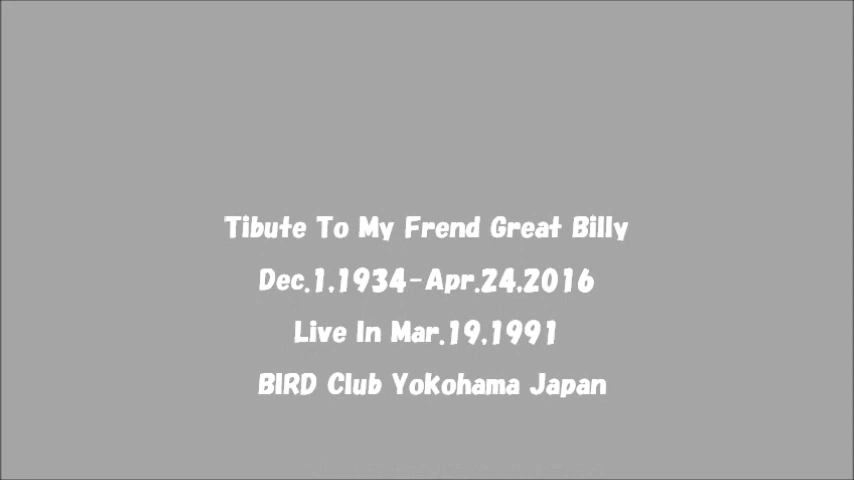 Tibute To My Frend Great Billy
Dec.1.1934-Apr.24.2016
Live In Mar.19.1991
BIRD Club Yokohama Japan